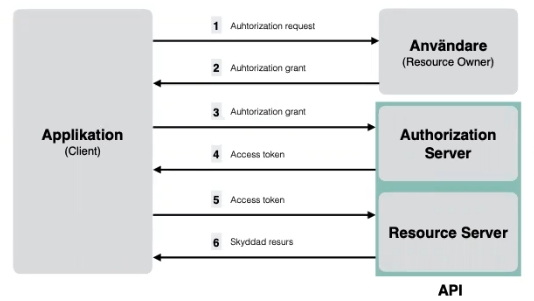 Applikation
(Client)
1 Auhtorization request
2 Auhtorization grant
3 Auhtorization grant
4 Access token
5 Access token
6 Skyddad resurs
Användare
(Resource Owner)
Authorization
Server
Resource Server
API